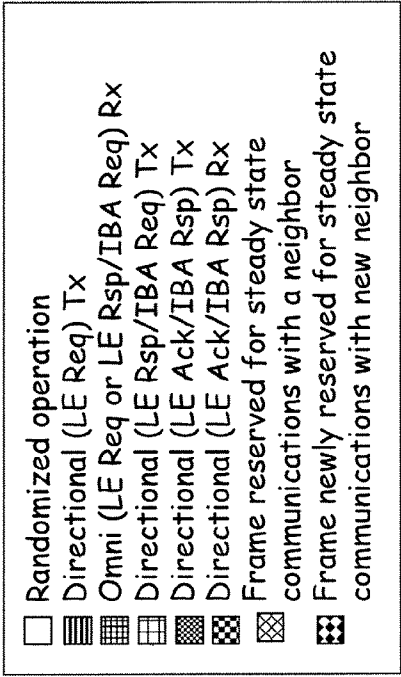 Randomized operation
Directional (LE Req) Tx
Omni (LE Req or LE Rsp/IBA Req) Rx
Directional (LE Rsp/IBA Req) Tx
Directional (LE Ack/IBA Rsp) Tx
Directional (LE Ack/IBA Rsp) Rx
Frame reserved for steady state
communications with a neighbor
Frame newly reserved for steady state
communications with new neighbor